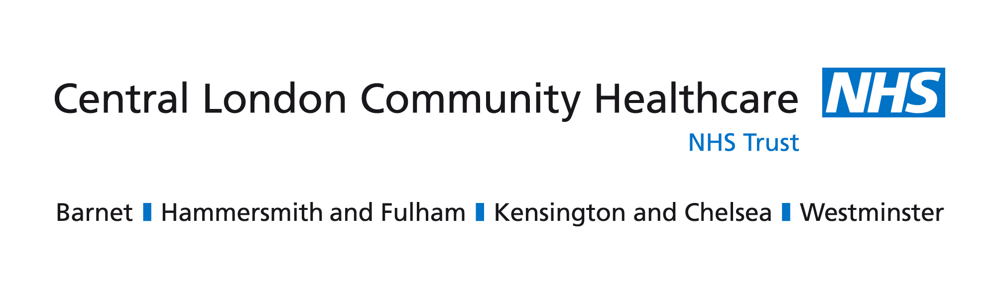 Central London Community Healthcare NHS
NHS Trust
Barnet Hammersmith and Fulham Kensington and Chelsea Westminster